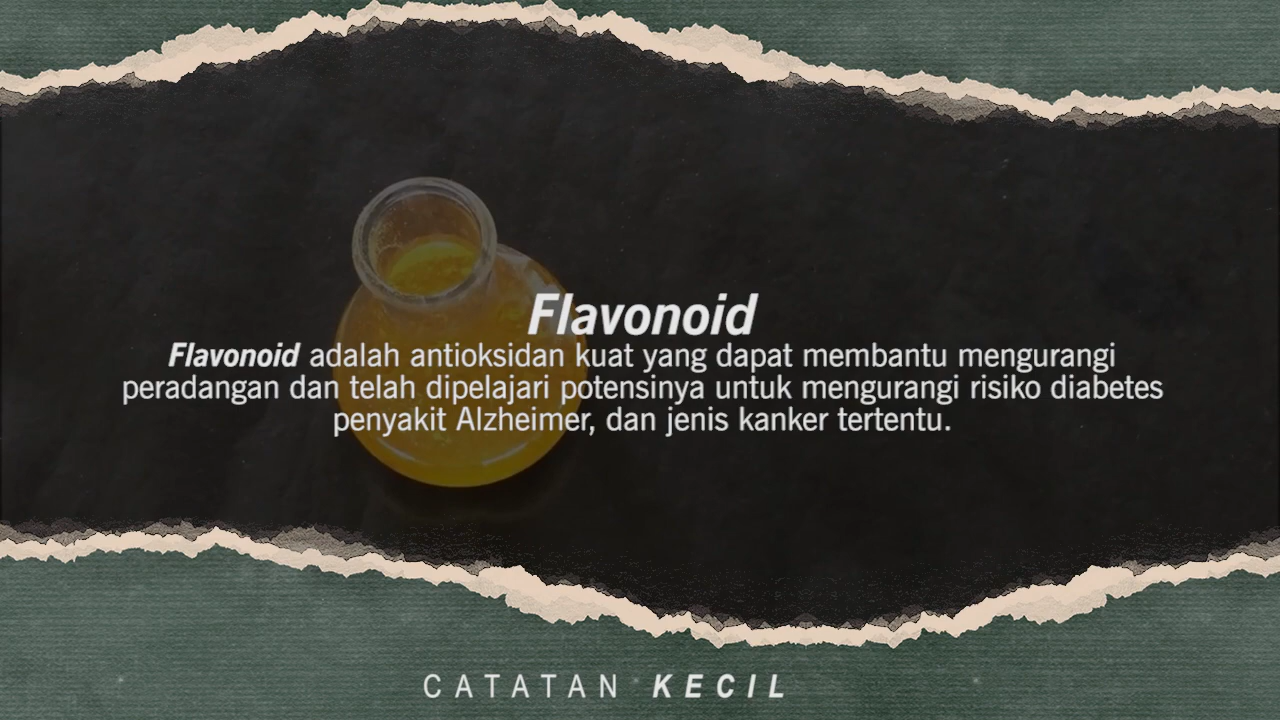 Flavonoid
Flavonoid adalah antioksidan kuat yang dapat membantu mengurangi
peradangan dan telah dipelajari potensinya untuk mengurangi risiko diabetes
penyakit Alzheimer, dan jenis kanker tertentu.
CATATAN KECIL